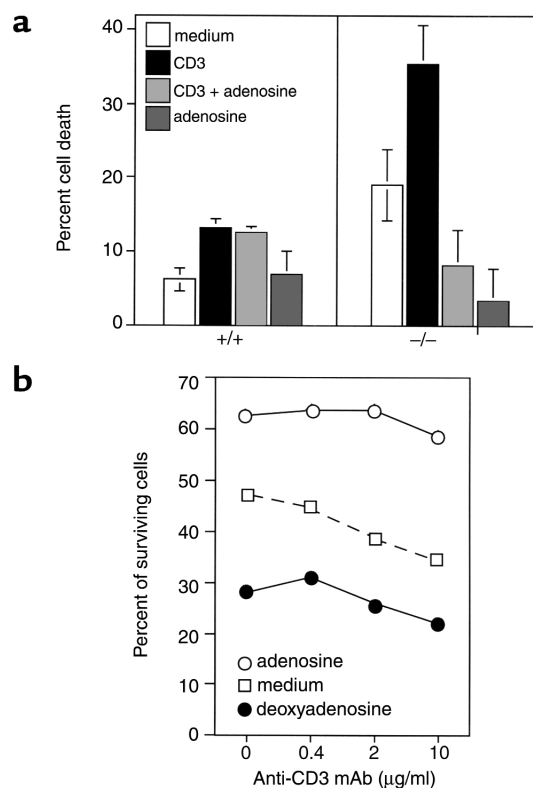 a
40
30
20
10
0
Percent cell death
medium
CD3
CD3 + adenosine
adenosine
+/+
−/−
b
70
60
50
40
30
20
10
0
Percent of surviving cells
adenosine
medium
deoxyadenosine
0 0.4 2 10
Anti-CD3 mAb (μg/ml)